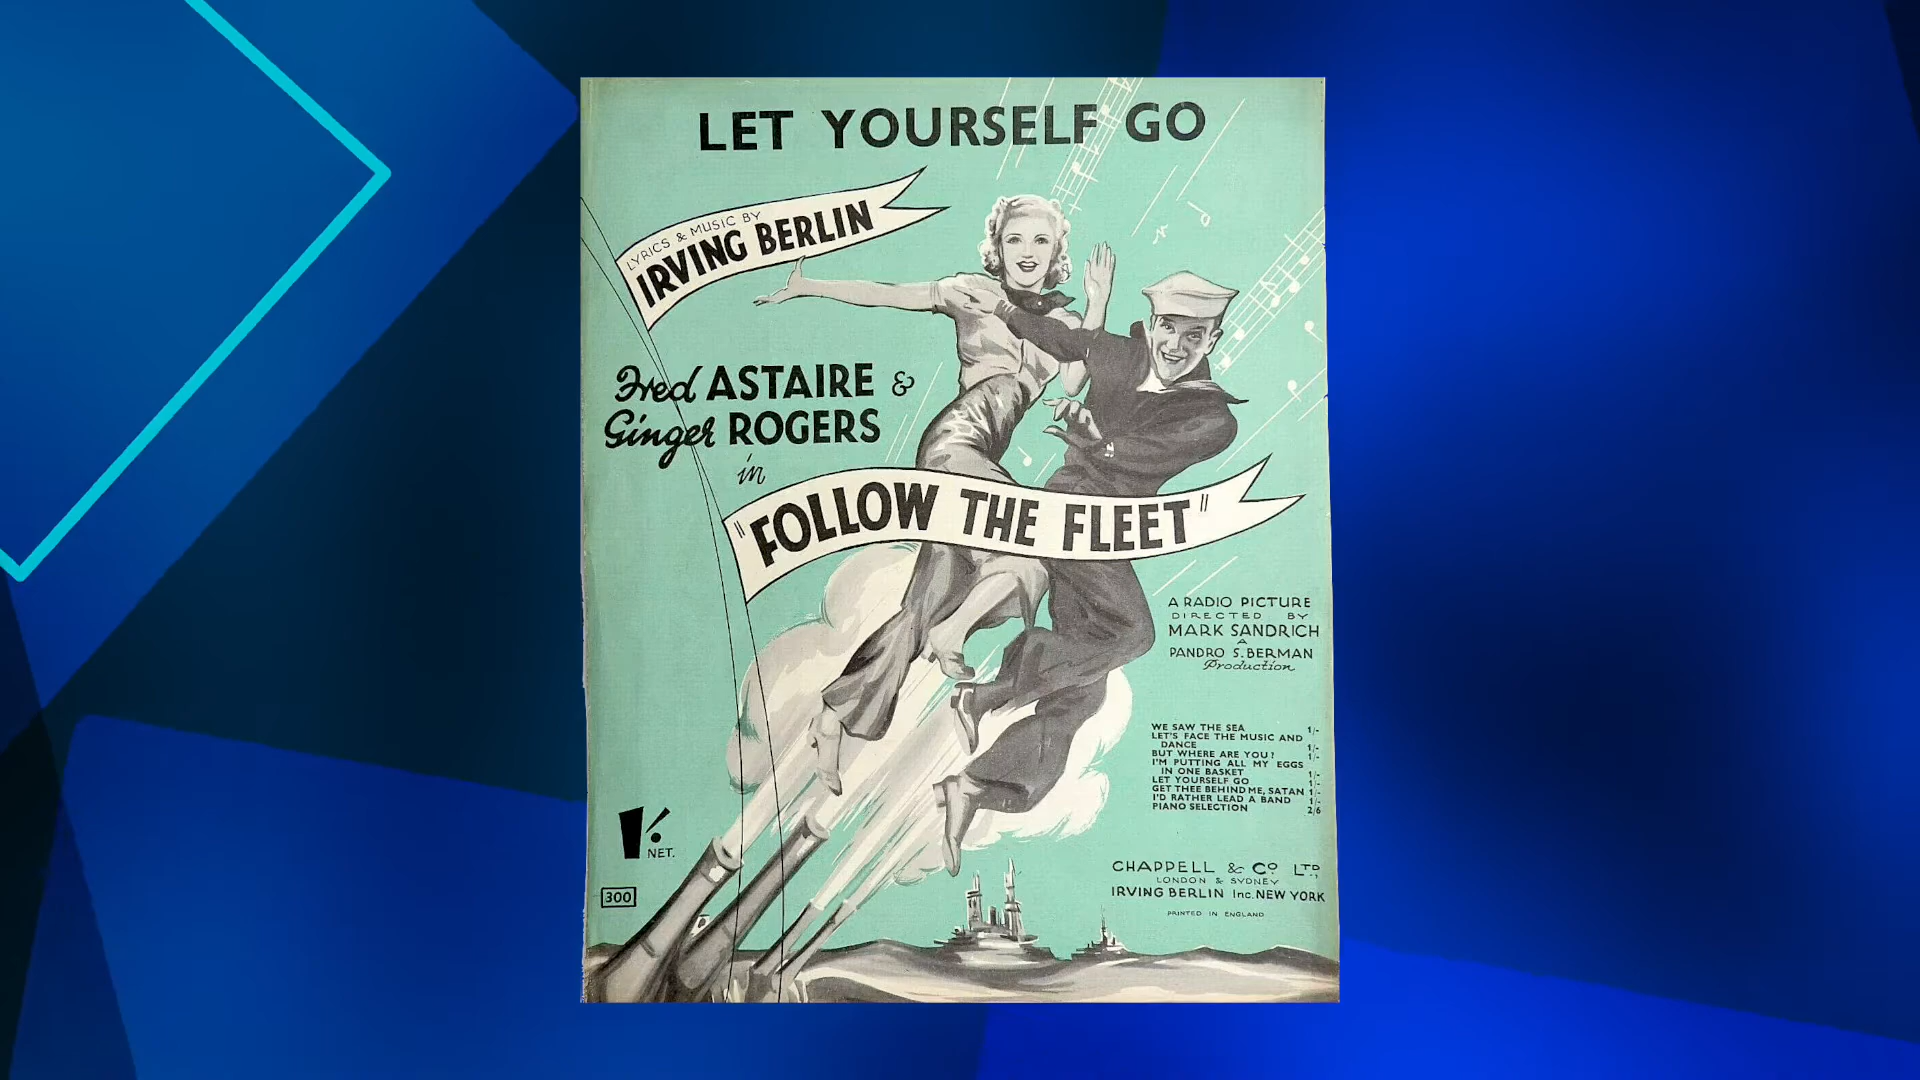 LET YOURSELF GO
LYRICS & MUSIC BY
IRVING BERLIN
Fred ASTAIRE &
Ginger ROGERS
in
"FOLLOW THE FLEET"
A RADIO PICTURE
DIRECTED BY
MARK SANDRICH
A
PANDRO S. BERMAN
Production
WE SAW THE SEA 1/-
LET'S FACE THE MUSIC AND
DANCE 1/-
BUT WHERE ARE YOU? 1/-
I'M PUTTING ALL MY EGGS
IN ONE BASKET 1/-
LET YOURSELF GO 1/-
GET THEE BEHIND ME, SATAN 1/-
I'D RATHER LEAD A BAND 1/-
PIANO SELECTION 2/6
1/.
NET.
300
CHAPPELL & CO LTD.,
LONDON & SYDNEY
IRVING BERLIN Inc. NEW YORK
PRINTED IN ENGLAND